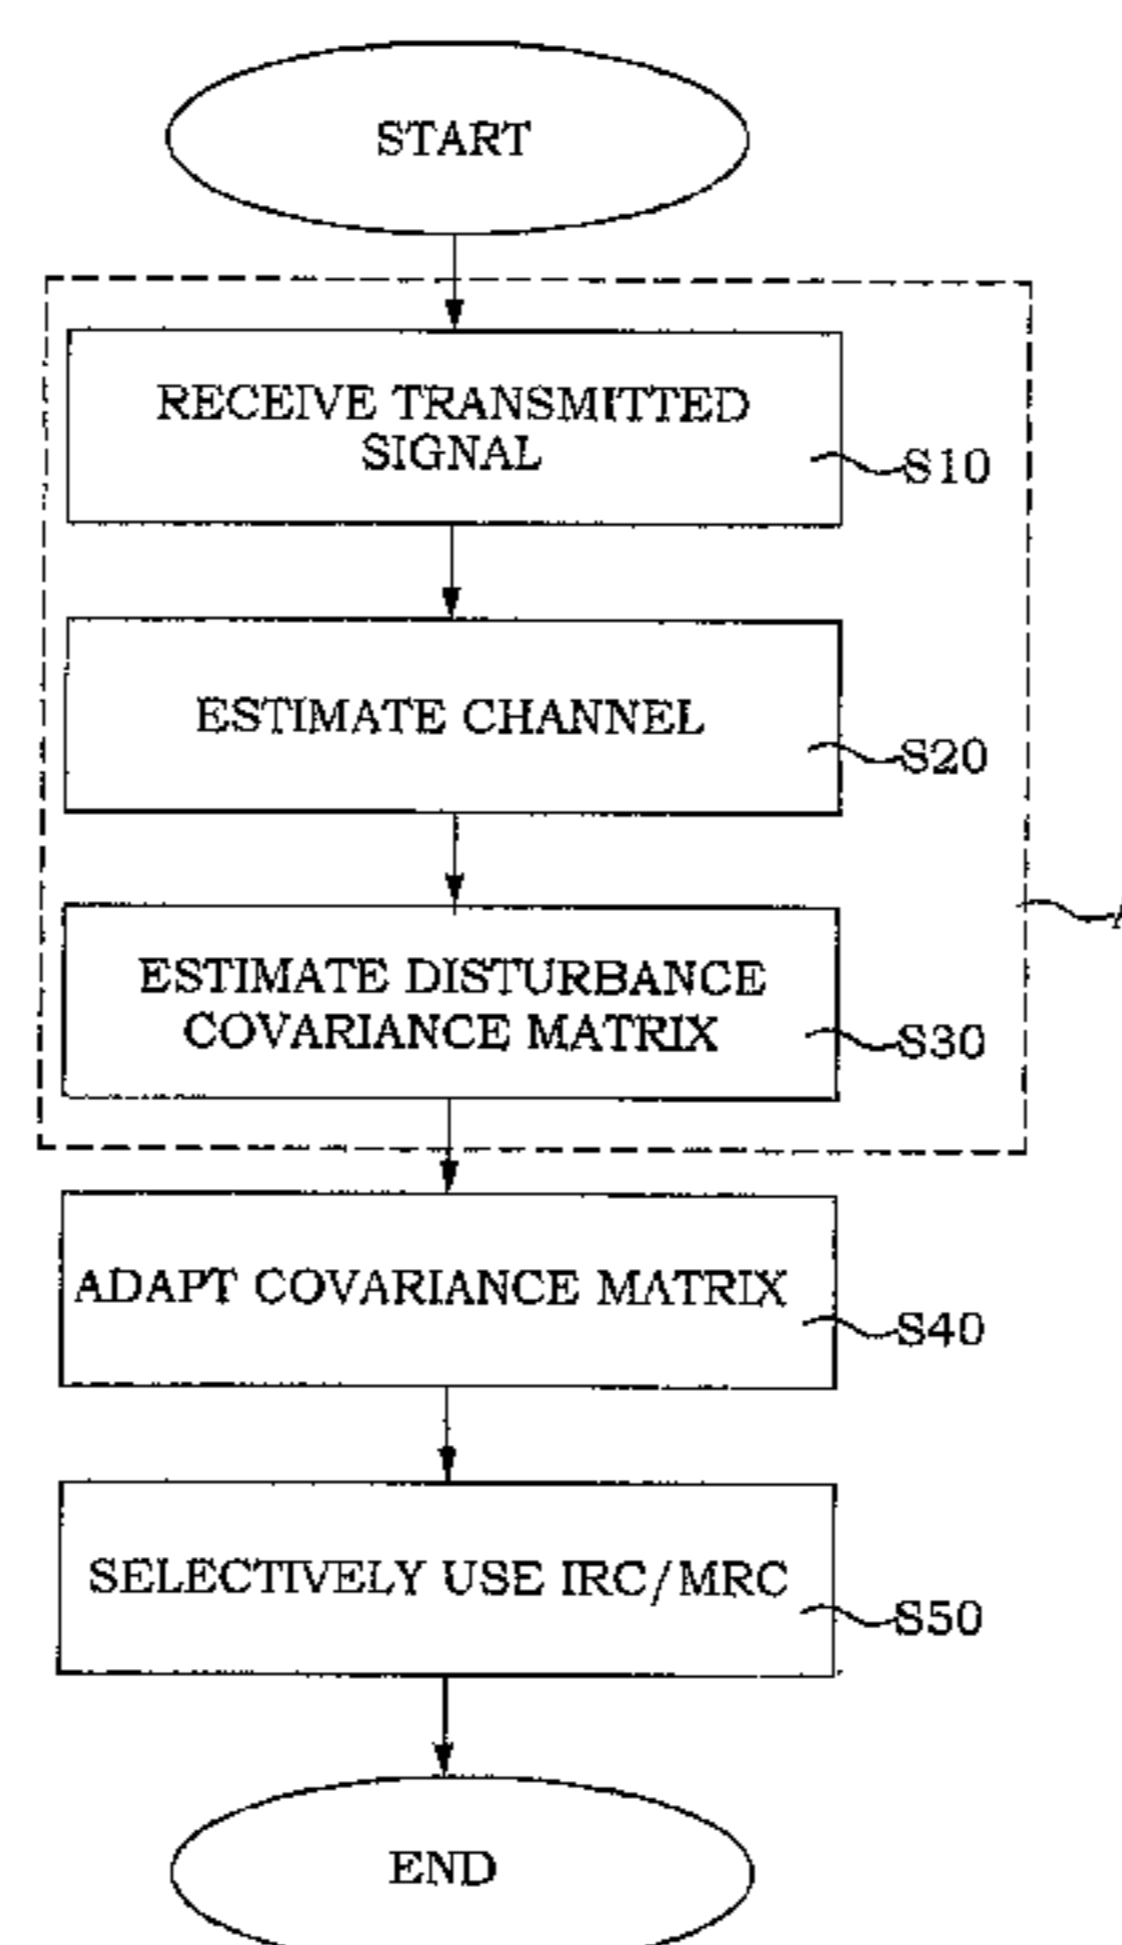 START
RECEIVE TRANSMITTED
SIGNAL
S10
ESTIMATE CHANNEL
S20
ESTIMATE DISTURBANCE
COVARIANCE MATRIX
S30
ADAPT COVARIANCE MATRIX
S40
SELECTIVELY USE IRC/MRC
S50
END